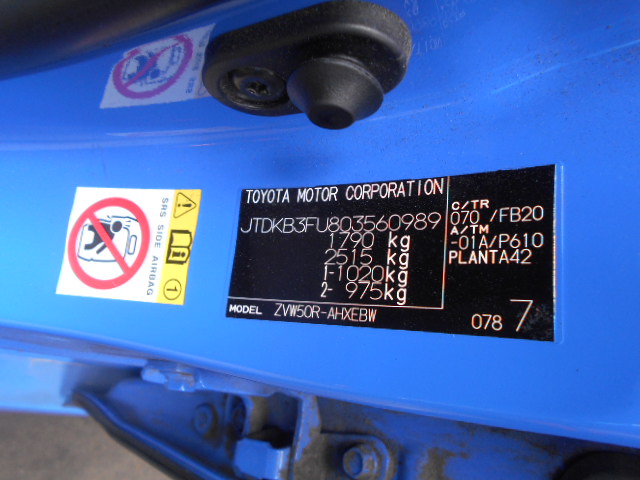 TOYOTA MOTOR CORPORATION
JTDKB3FU803560989
1790 kg
2515 kg
1-1020kg
2- 975kg
MODEL ZVW50R-AHXEBW
C/TR
070 /FB20
A/TM
-01A/P610
PLANTA42
078 7
SRS SIDE AIRBAG
1